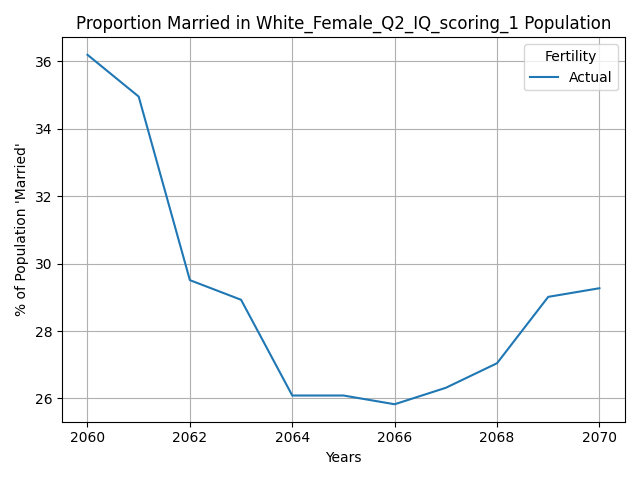 Proportion Married in White_Female_Q2_IQ_scoring_1 Population
Fertility
Actual
% of Population 'Married'
36
34
32
30
28
26
2060 2062 2064 2066 2068 2070
Years